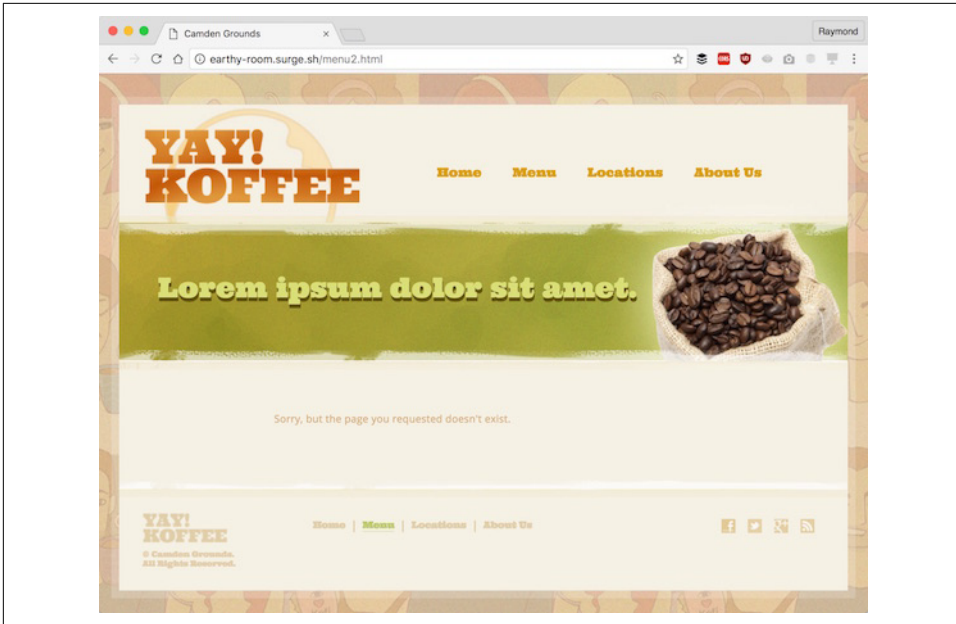 Camden Grounds
Raymond
earthy-room.surge.sh/menu2.html
YAY!
KOFFEE
Home Menu Locations About Us
Lorem ipsum dolor sit amet.
Sorry, but the page you requested doesn't exist.
YAY!
KOFFEE
Home | Menu | Locations | About Us
© Camden Grounds.
All Rights Reserved.